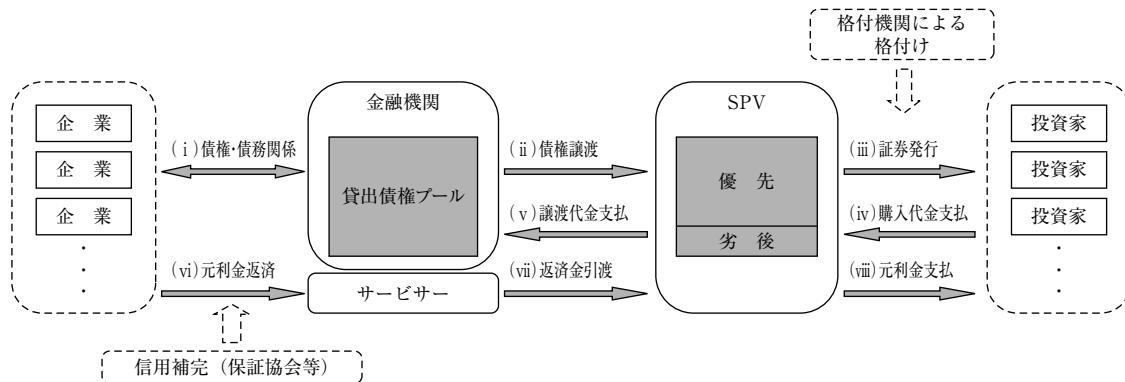 格付機関による
格付け
金融機関
SPV
企 業
企 業
企 業
(ⅰ)債権・債務関係
貸出債権プール
(ⅱ)債権譲渡
優 先
劣 後
(ⅲ)証券発行
投資家
投資家
投資家
(ⅴ)譲渡代金支払
(ⅳ)購入代金支払
(ⅵ)元利金返済
サービサー
(ⅶ)返済金引渡
(ⅷ)元利金支払
信用補完（保証協会等）